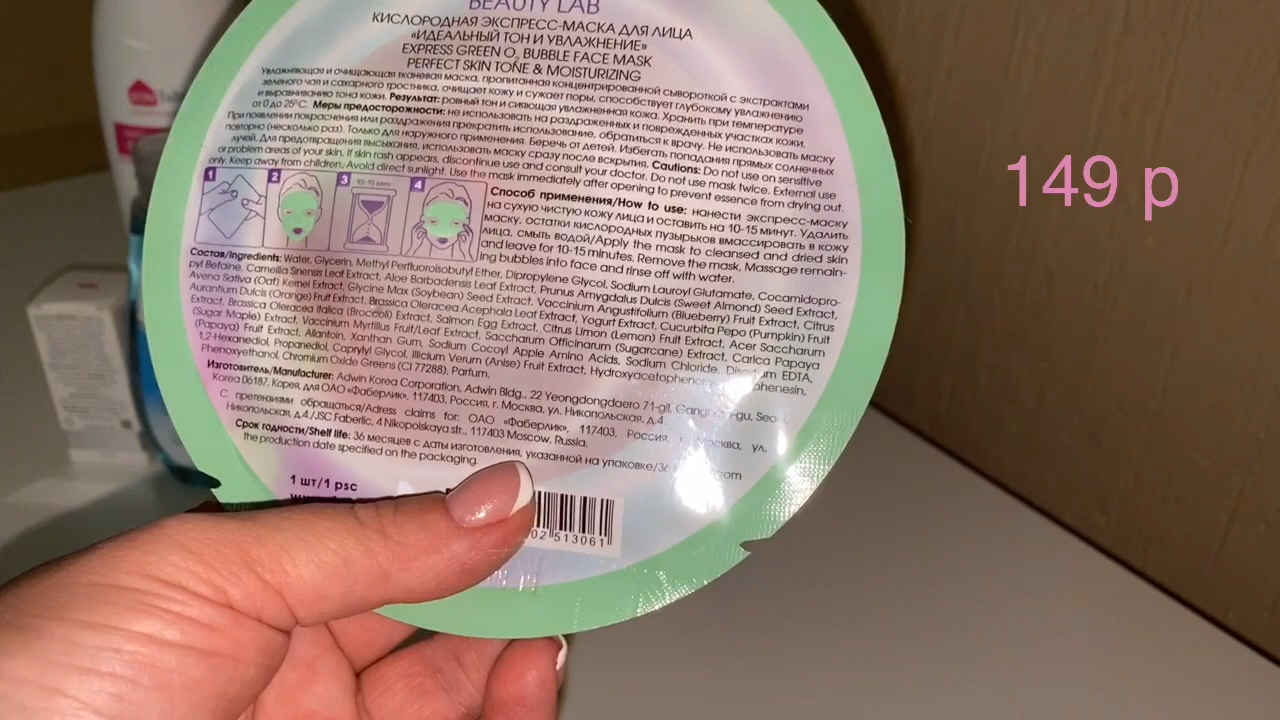 BEAUTY LAB
КИСЛОРОДНАЯ ЭКСПРЕСС-МАСКА ДЛЯ ЛИЦА
«ИДЕАЛЬНЫЙ ТОН И УВЛАЖНЕНИЕ»
EXPRESS GREEN O₂ BUBBLE FACE MASK
PERFECT SKIN TONE & MOISTURIZING
Увлажняющая и очищающая тканевая маска, пропитанная концентрированной сывороткой с экстрактами
зеленого чая и сахарного тростника, очищает кожу и сужает поры, способствует глубокому увлажнению
и выравниванию тона кожи. Результат: ровный тон и сияющая увлажненная кожа. Хранить при температуре
от 0 до 25°С. Меры предосторожности: не использовать на раздраженных и поврежденных участках кожи.
При появлении покраснения или раздражения прекратить использование, обратиться к врачу. Не использовать маску
повторно (несколько раз). Только для наружного применения. Беречь от детей. Избегать попадания прямых солнечных
лучей. Для предотвращения высыхания, использовать маску сразу после вскрытия. Cautions: Do not use on sensitive
or problem areas of your skin. If skin rash appears, discontinue use and consult your doctor. Do not use mask twice. External use
only. Keep away from children. Avoid direct sunlight. Use the mask immediately after opening to prevent essence from drying out.
1 2 3 10-15 мин 4
Способ применения/How to use: нанести экспресс-маску
на сухую чистую кожу лица и оставить на 10-15 минут. Удалить
маску, остатки кислородных пузырьков вмассировать в кожу
лица, смыть водой/Apply the mask to cleansed and dried skin
and leave for 10-15 minutes. Remove the mask, Massage remain-
ing bubbles into face and rinse off with water.
Состав/Ingredients: Water, Glycerin, Methyl Perfluoroisobutyl Ether, Dipropylene Glycol, Sodium Lauroyl Glutamate, Cocamidopro-
pyl Betaine, Camellia Sinensis Leaf Extract, Aloe Barbadensis Leaf Extract, Prunus Amygdalus Dulcis (Sweet Almond) Seed Extract,
Avena Sativa (Oat) Kernel Extract, Glycine Max (Soybean) Seed Extract, Vaccinium Angustifolium (Blueberry) Fruit Extract, Citrus
Aurantium Dulcis (Orange) Fruit Extract, Brassica Oleracea Acephala Leaf Extract, Yogurt Extract, Cucurbita Pepo (Pumpkin) Fruit
Extract, Brassica Oleracea Italica (Broccoli) Extract, Salmon Egg Extract, Citrus Limon (Lemon) Fruit Extract, Acer Saccharum
(Sugar Maple) Extract, Vaccinium Myrtillus Fruit/Leaf Extract, Saccharum Officinarum (Sugarcane) Extract, Carica Papaya
(Papaya) Fruit Extract, Allantoin, Xanthan Gum, Sodium Cocoyl Apple Amino Acids, Sodium Chloride, EDTA,
1,2-Hexanediol, Propanediol, Caprylyl Glycol, Illicium Verum (Anise) Fruit Extract,
Phenoxyethanol, Chromium Oxide Greens (CI 77288), Parfum.
Изготовитель/Manufacturer: Adwin Korea Corporation, Adwin Bldg., 22 Yeongdongdaero 71-gil,
Korea 06187, Корея, для ОАО «Фаберлик», 117403, Россия, г. Москва, ул. Никопольская, д.4.
С претензиями обращаться/Adress claims for: ОАО «Фаберлик», 117403, Россия, г. Москва, ул.
Никопольская, д.4./JSC Faberlic, 4 Nikopolskaya str., 117403 Moscow, Russia.
Срок годности/Shelf life: 36 месяцев с даты изготовления, указанной на упаковке/36
the production date specified on the packaging.
1 шт/1 psc
02 513061
149 р